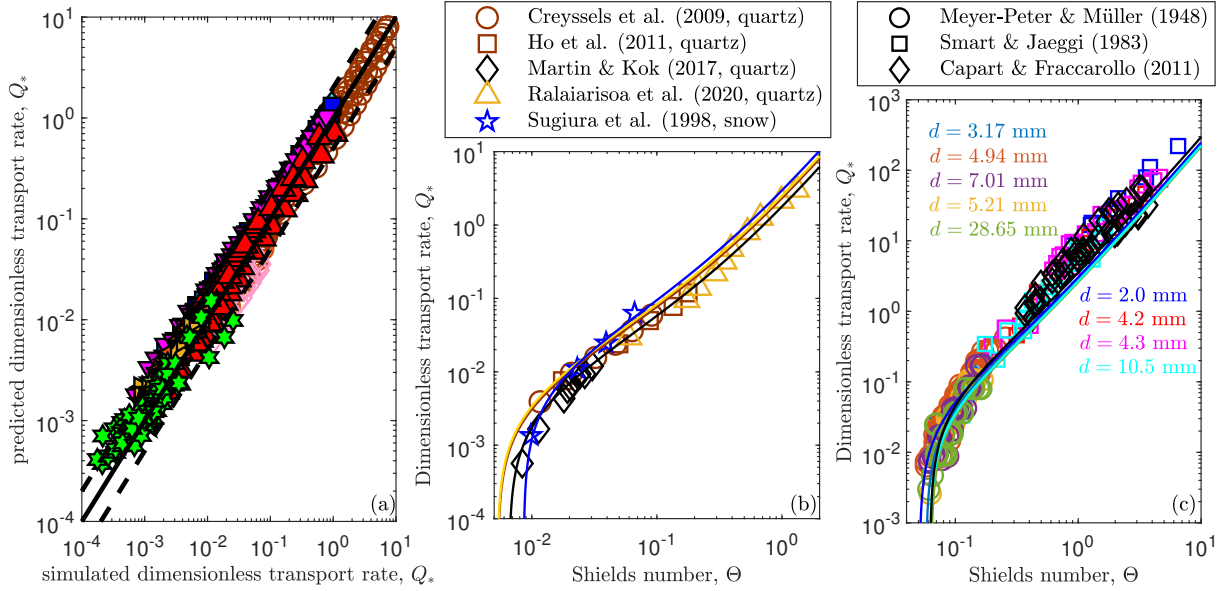 predicted dimensionless transport rate, Q*
10^1
10^0
10^-1
10^-2
10^-3
10^-4
10^-4
10^-3
10^-2
10^-1
10^0
10^1
simulated dimensionless transport rate, Q*
(a)
Creyssels et al. (2009, quartz)
Ho et al. (2011, quartz)
Martin & Kok (2017, quartz)
Ralaiarisoa et al. (2020, quartz)
Sugiura et al. (1998, snow)
Dimensionless transport rate, Q*
10^1
10^0
10^-1
10^-2
10^-3
10^-4
10^-2
10^-1
10^0
Shields number, Θ
(b)
Meyer-Peter & Müller (1948)
Smart & Jaeggi (1983)
Capart & Fraccarollo (2011)
Dimensionless transport rate, Q*
10^3
10^2
10^1
10^0
10^-1
10^-2
10^-3
d = 3.17 mm
d = 4.94 mm
d = 7.01 mm
d = 5.21 mm
d = 28.65 mm
d = 2.0 mm
d = 4.2 mm
d = 4.3 mm
d = 10.5 mm
10^-1
10^0
10^1
Shields number, Θ
(c)